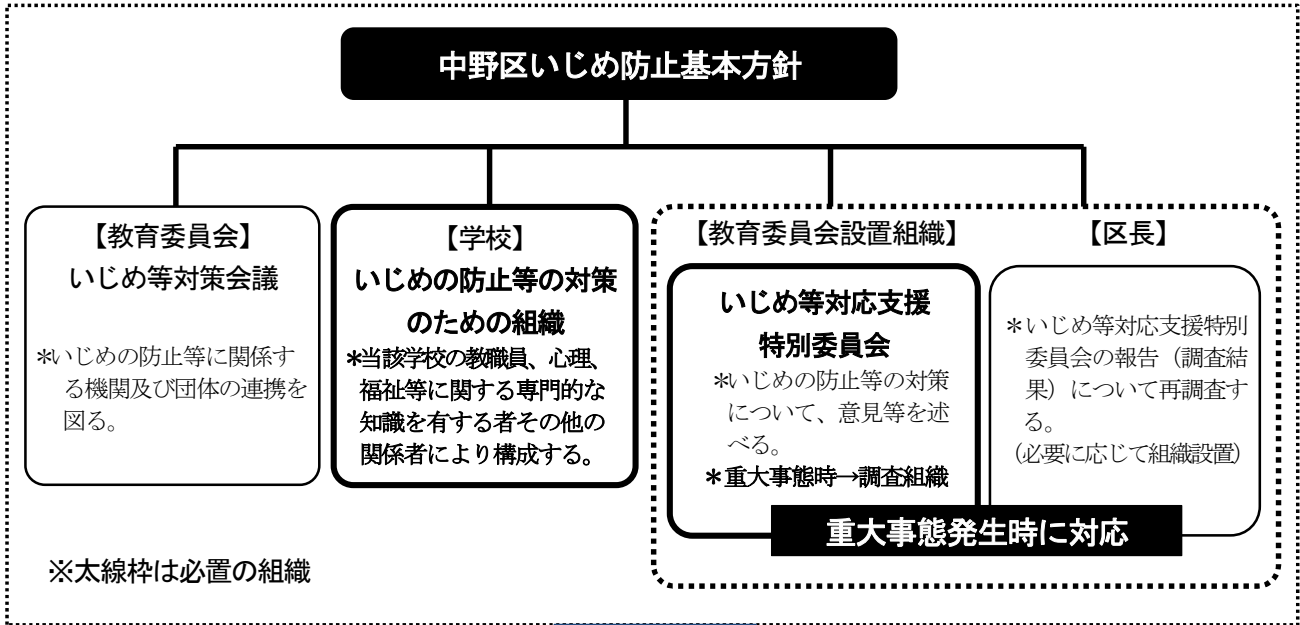 中野区いじめ防止基本方針
【教育委員会】
いじめ等対策会議
*いじめの防止等に関係す
る機関及び団体の連携を
図る。
【学校】
いじめの防止等の対策
のための組織
*当該学校の教職員、心理、
福祉等に関する専門的な
知識を有する者その他の
関係者により構成する。
【教育委員会設置組織】
いじめ等対応支援
特別委員会
*いじめの防止等の対策
について、意見等を述
べる。
*重大事態時→調査組織
【区長】
*いじめ等対応支援特別
委員会の報告（調査結
果）について再調査す
る。
（必要に応じて組織設置）
重大事態発生時に対応
※太線枠は必置の組織